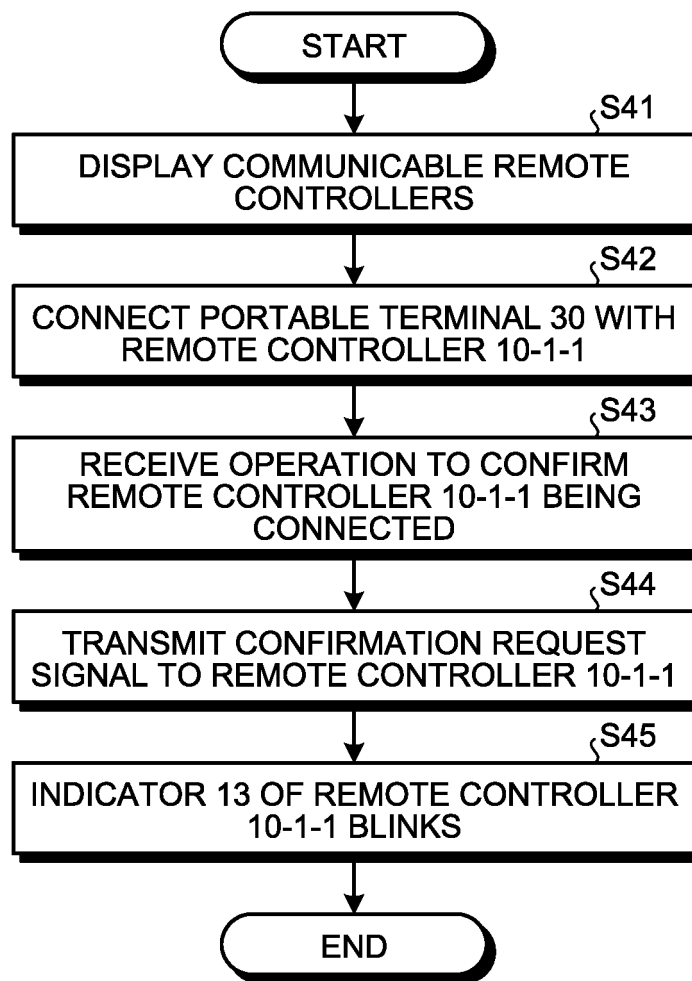 START
S41
DISPLAY COMMUNICABLE REMOTE
CONTROLLERS
S42
CONNECT PORTABLE TERMINAL 30 WITH
REMOTE CONTROLLER 10-1-1
S43
RECEIVE OPERATION TO CONFIRM
REMOTE CONTROLLER 10-1-1 BEING
CONNECTED
S44
TRANSMIT CONFIRMATION REQUEST
SIGNAL TO REMOTE CONTROLLER 10-1-1
S45
INDICATOR 13 OF REMOTE CONTROLLER
10-1-1 BLINKS
END